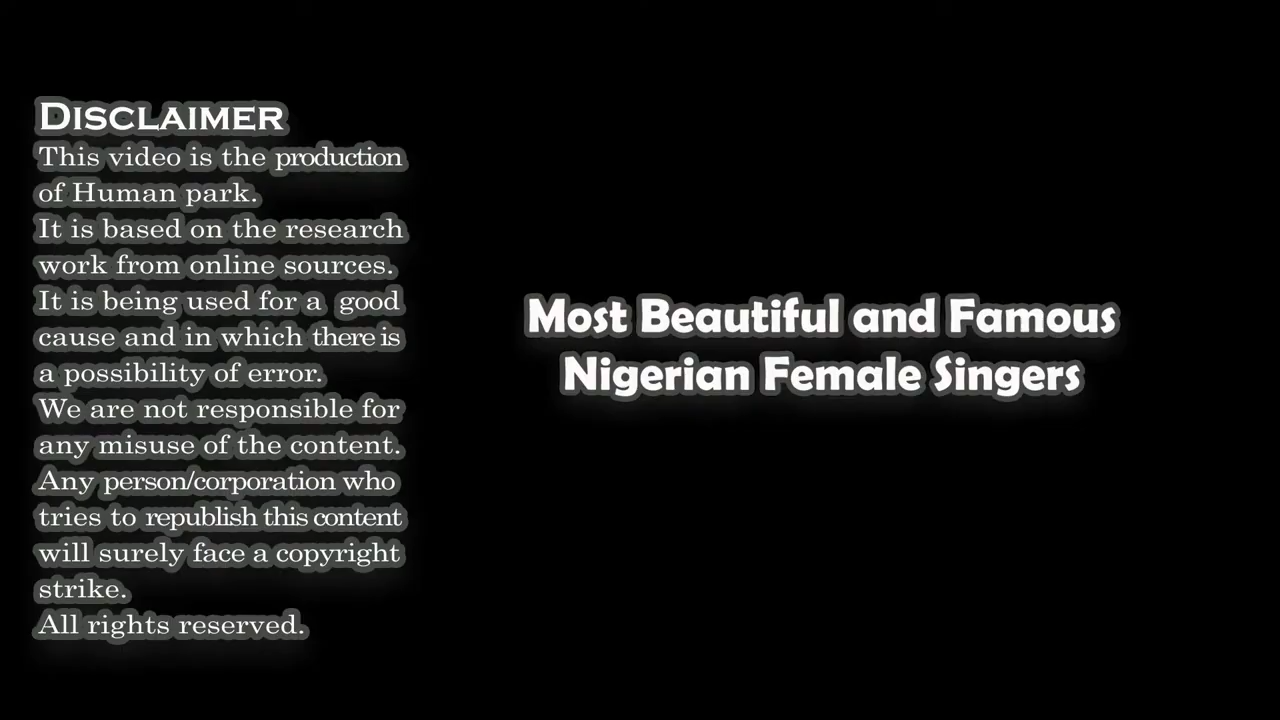 DISCLAIMER
This video is the production
of Human park.
It is based on the research
work from online sources.
It is being used for a good
cause and in which there is
a possibility of error.
We are not responsible for
any misuse of the content.
Any person/corporation who
tries to republish this content
will surely face a copyright
strike.
All rights reserved.
Most Beautiful and Famous
Nigerian Female Singers